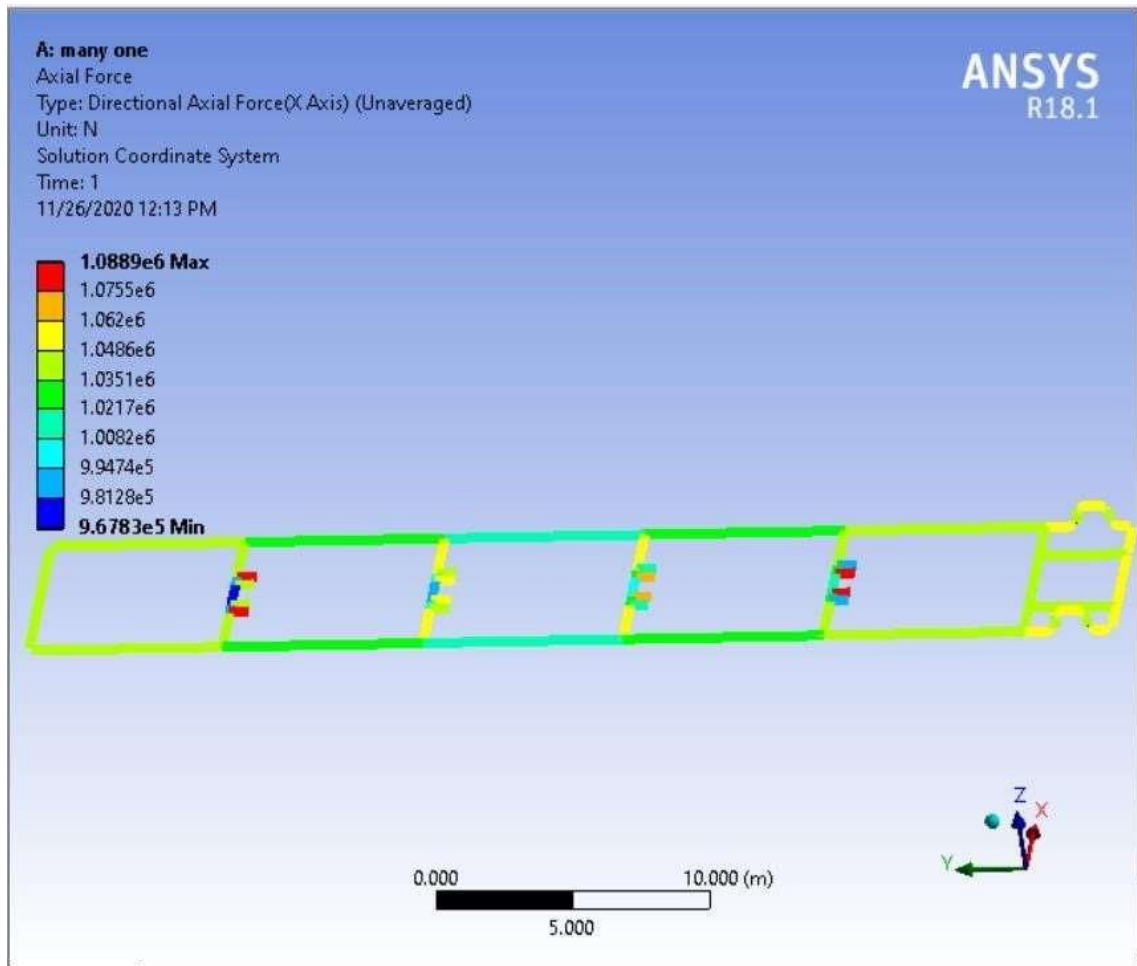 A: many one
Axial Force
Type: Directional Axial Force(X Axis) (Unaveraged)
Unit: N
Solution Coordinate System
Time: 1
11/26/2020 12:13 PM
ANSYS
R18.1
1.0889e6 Max
1.0755e6
1.062e6
1.0486e6
1.0351e6
1.0217e6
1.0082e6
9.9474e5
9.8128e5
9.6783e5 Min
Z
X
Y
0.000
10.000 (m)
5.000